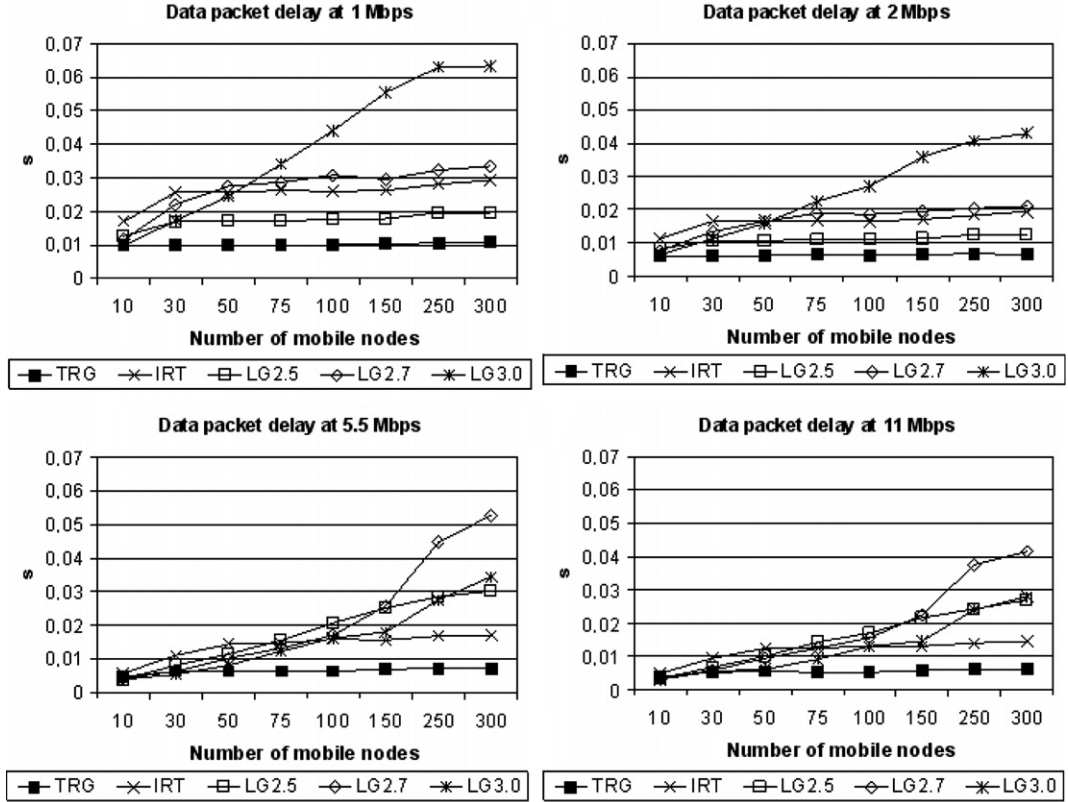 Data packet delay at 1 Mbps
0,07
0,06
0,05
0,04
0,03
0,02
0,01
0
s
10 30 50 75 100 150 250 300
Number of mobile nodes
TRG IRT LG2.5 LG2.7 LG3.0
Data packet delay at 2 Mbps
0,07
0,06
0,05
0,04
0,03
0,02
0,01
0
s
10 30 50 75 100 150 250 300
Number of mobile nodes
TRG IRT LG2.5 LG2.7 LG3.0
Data packet delay at 5.5 Mbps
0,07
0,06
0,05
0,04
0,03
0,02
0,01
0
s
10 30 50 75 100 150 250 300
Number of mobile nodes
TRG IRT LG2.5 LG2.7 LG3.0
Data packet delay at 11 Mbps
0,07
0,06
0,05
0,04
0,03
0,02
0,01
0
s
10 30 50 75 100 150 250 300
Number of mobile nodes
TRG IRT LG2.5 LG2.7 LG3.0